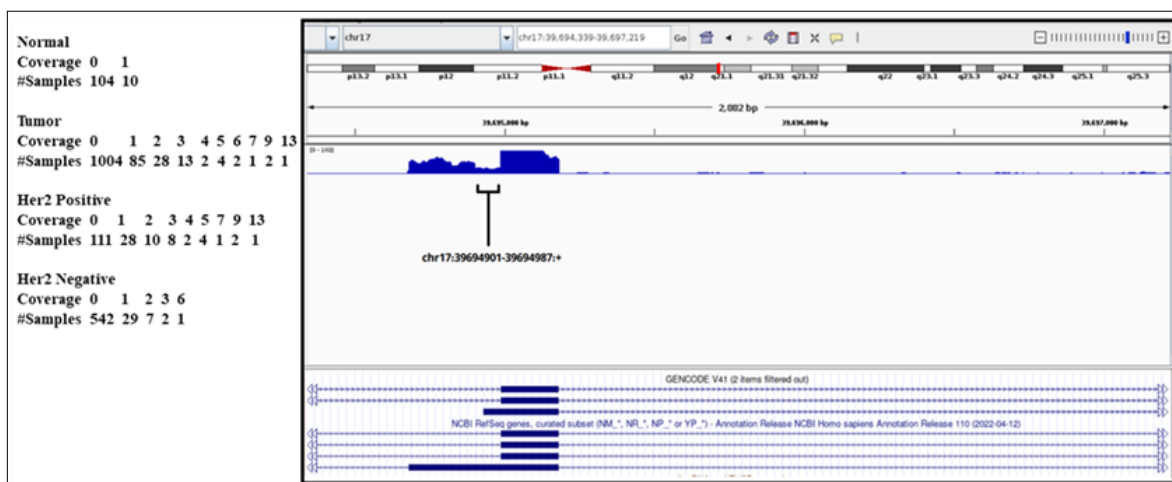 Normal
Coverage 0 1
#Samples 104 10
Tumor
Coverage 0 1 2 3 4 5 6 7 9 13
#Samples 1004 85 28 13 2 4 2 1 2 1
Her2 Positive
Coverage 0 1 2 3 4 5 7 9 13
#Samples 111 28 10 8 2 4 1 2 1
Her2 Negative
Coverage 0 1 2 3 6
#Samples 542 29 7 2 1
chr17 chr17:39,694,339-39,697,219 Go
p13.2 p13.1 p12 p11.2 p11.1 q11.2 q12 q21.1 q21.31 q21.32 q22 q23.1 q23.3 q24.2 q24.3 q25.1 q25.3
2,882 bp
39,695,000 bp 39,696,000 bp 39,697,000 bp
chr17:39694901-39694987:+
GENCODE V41 (2 items filtered out)
NCBI RefSeq genes, curated subset (NM_*, NR_*, NP_* or YP_*) - Annotation Release NCBI Homo sapiens Annotation Release 110 (2022-04-12)